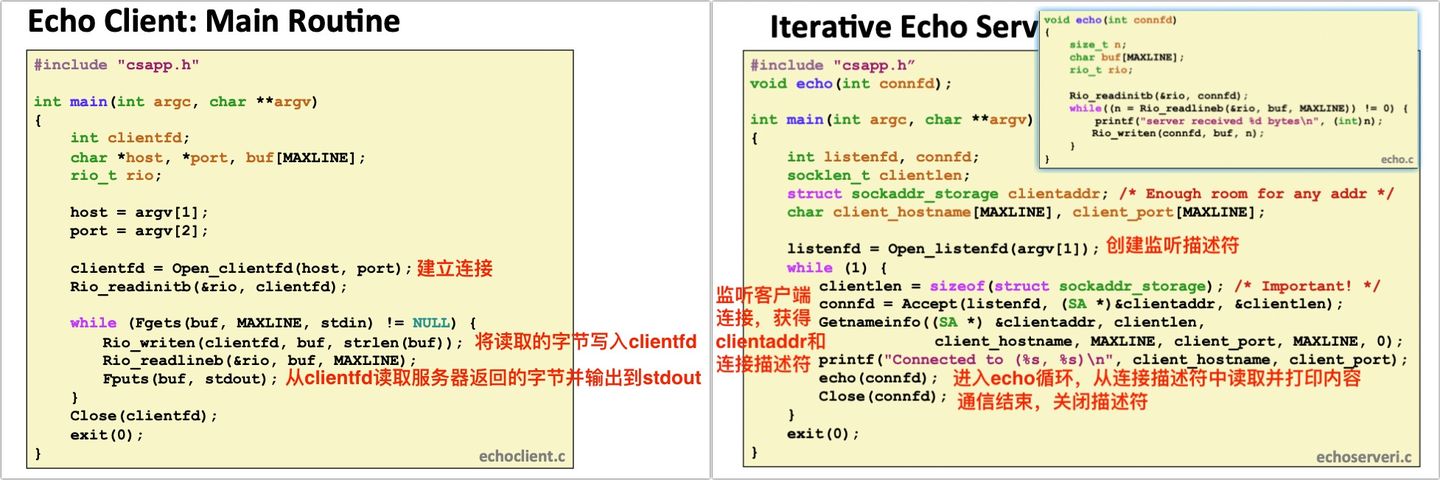 Echo Client: Main Routine
#include "csapp.h"
int main(int argc, char **argv)
{
int clientfd;
char *host, *port, buf[MAXLINE];
rio_t rio;
host = argv[1];
port = argv[2];
clientfd = Open_clientfd(host, port); 建立连接
Rio_readinitb(&rio, clientfd);
while (Fgets(buf, MAXLINE, stdin) != NULL) {
Rio_writen(clientfd, buf, strlen(buf)); 将读取的字节写入clientfd
Rio_readlineb(&rio, buf, MAXLINE);
Fputs(buf, stdout); 从clientfd读取服务器返回的字节并输出到stdout
}
Close(clientfd);
exit(0);
}
echoclient.c
Iterative Echo Serv
#include "csapp.h”
void echo(int connfd);
int main(int argc, char **argv)
{
int listenfd, connfd;
socklen_t clientlen;
struct sockaddr_storage clientaddr; /* Enough room for any addr */
char client_hostname[MAXLINE], client_port[MAXLINE];
listenfd = Open_listenfd(argv[1]); 创建监听描述符
while (1) {
clientlen = sizeof(struct sockaddr_storage); /* Important! */
connfd = Accept(listenfd, (SA *)&clientaddr, &clientlen);
Getnameinfo((SA *) &clientaddr, clientlen,
client_hostname, MAXLINE, client_port, MAXLINE, 0);
printf("Connected to (%s, %s)\n", client_hostname, client_port);
echo(connfd); 进入echo循环，从连接描述符中读取并打印内容
Close(connfd); 通信结束，关闭描述符
}
exit(0);
}
echoserveri.c
监听客户端
连接，获得
clientaddr和
连接描述符
void echo(int connfd)
{
size_t n;
char buf[MAXLINE];
rio_t rio;
Rio_readinitb(&rio, connfd);
while((n = Rio_readlineb(&rio, buf, MAXLINE)) != 0) {
printf("server received %d bytes\n", (int)n);
Rio_writen(connfd, buf, n);
}
}
echo.c